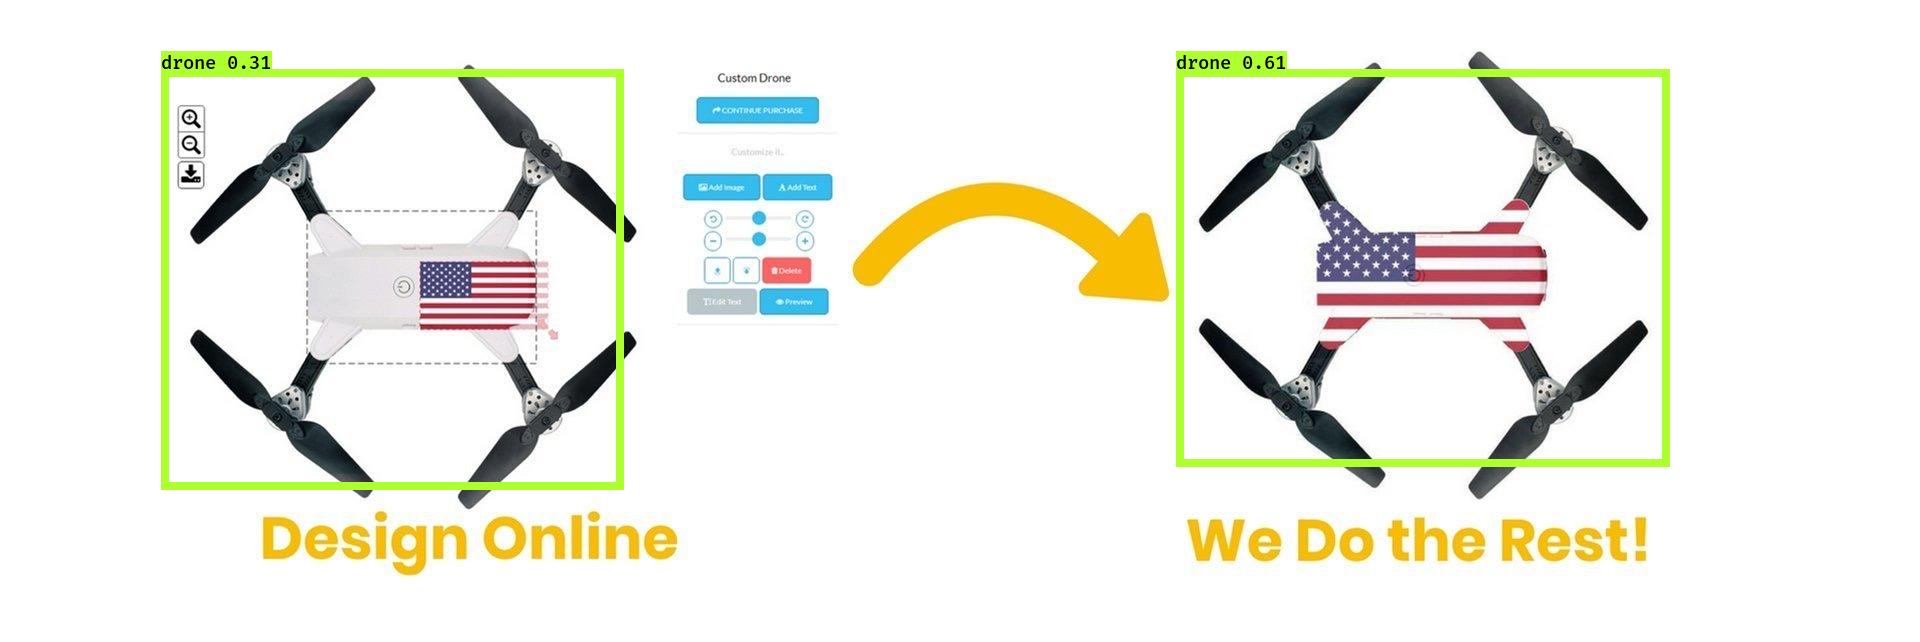 drone 0.31
drone 0.61
Custom Drone
CONTINUE PURCHASE
Customize it..
Add Image
Add Text
Delete
Edit Text
Preview
Design Online
We Do the Rest!